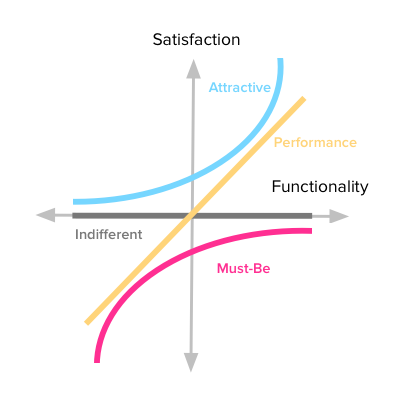 Satisfaction
Attractive
Performance
Functionality
Indifferent
Must-Be